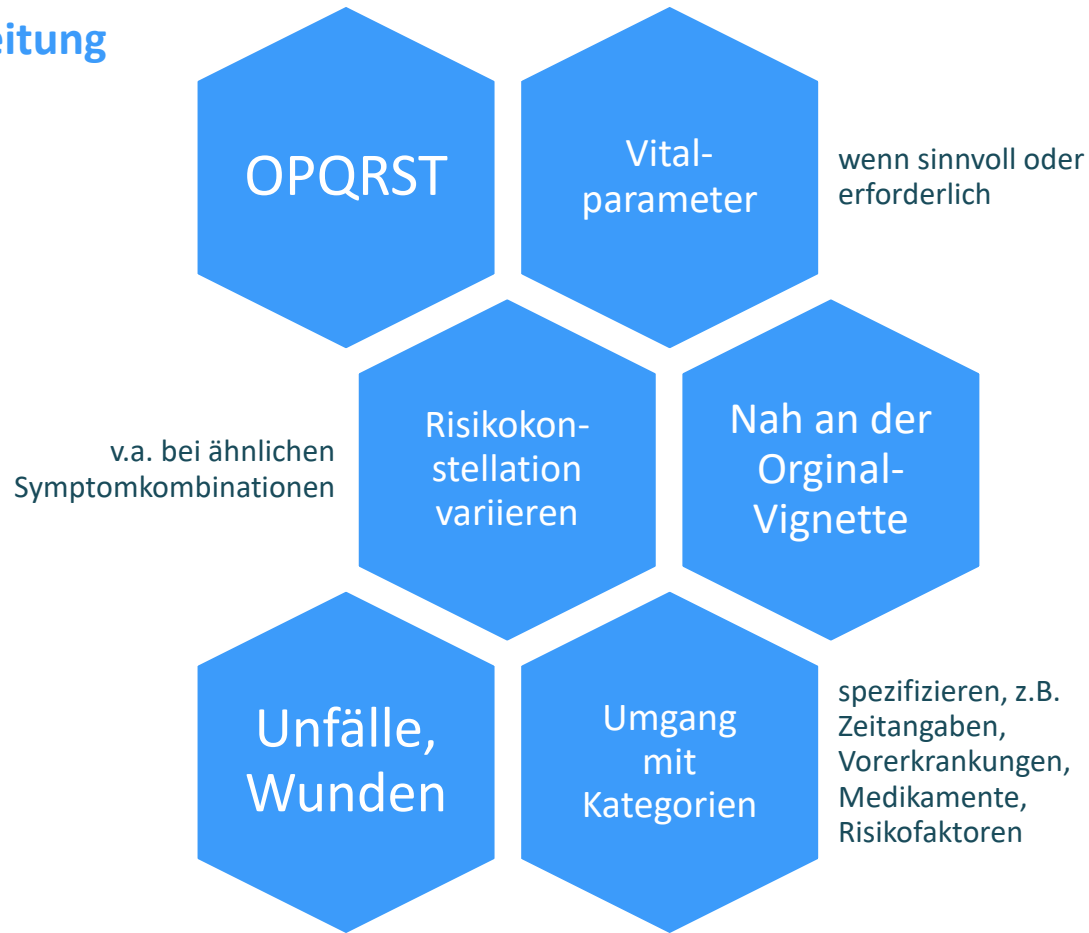 eitung
OPQRST
Vital-
parameter
wenn sinnvoll oder
erforderlich
v.a. bei ähnlichen
Symptomkombinationen
Risikokon-
stellation
variieren
Nah an der
Orginal-
Vignette
Unfälle,
Wunden
Umgang
mit
Kategorien
spezifizieren, z.B.
Zeitangaben,
Vorerkrankungen,
Medikamente,
Risikofaktoren